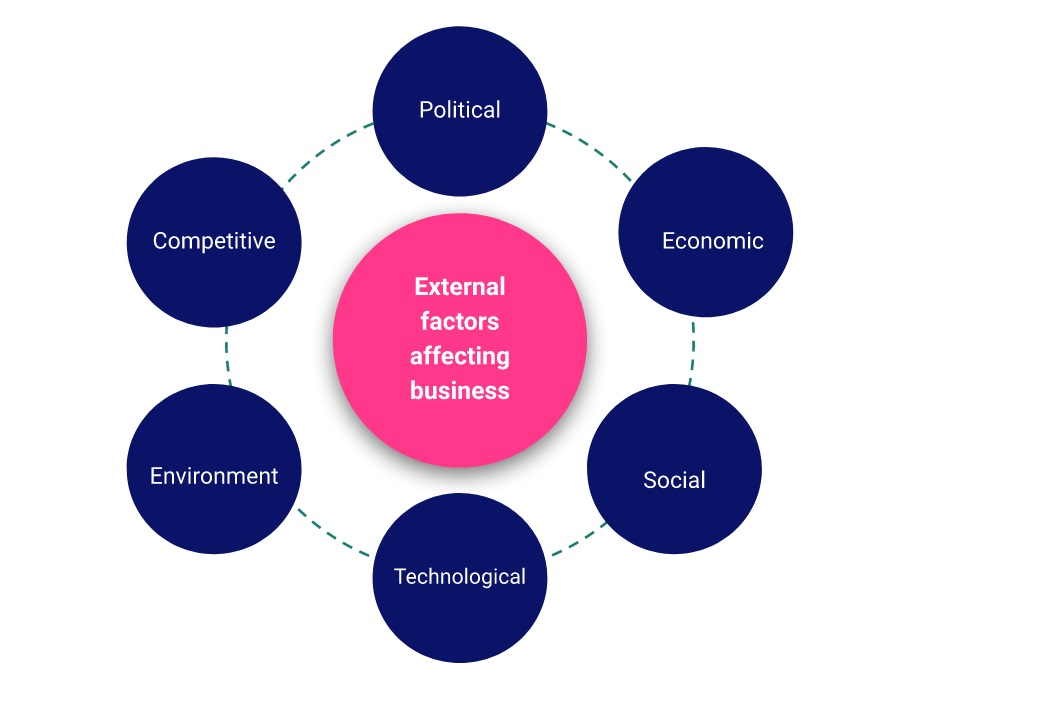 Political
Competitive
Economic
External
factors
affecting
business
Environment
Social
Technological